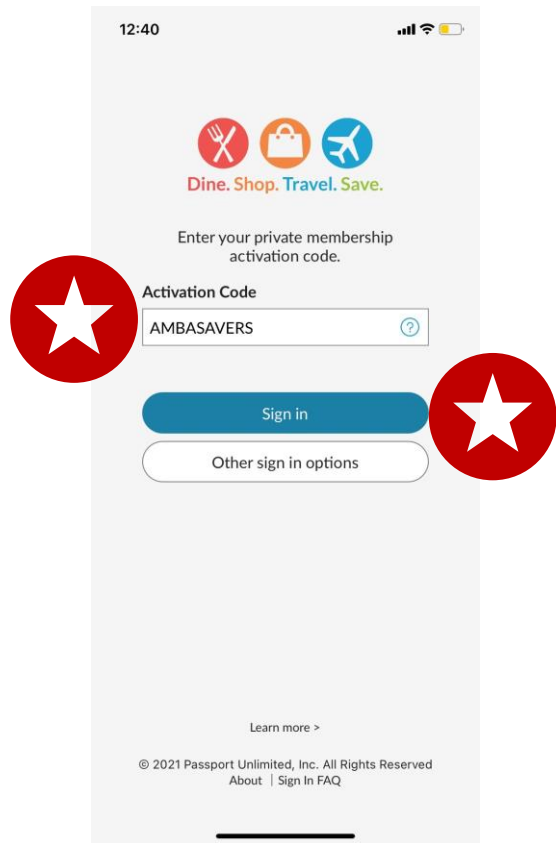 12:40
Dine. Shop. Travel. Save.
Enter your private membership
activation code.
Activation Code
AMBASAVERS
?
Sign in
Other sign in options
Learn more >
© 2021 Passport Unlimited, Inc. All Rights Reserved
About | Sign In FAQ